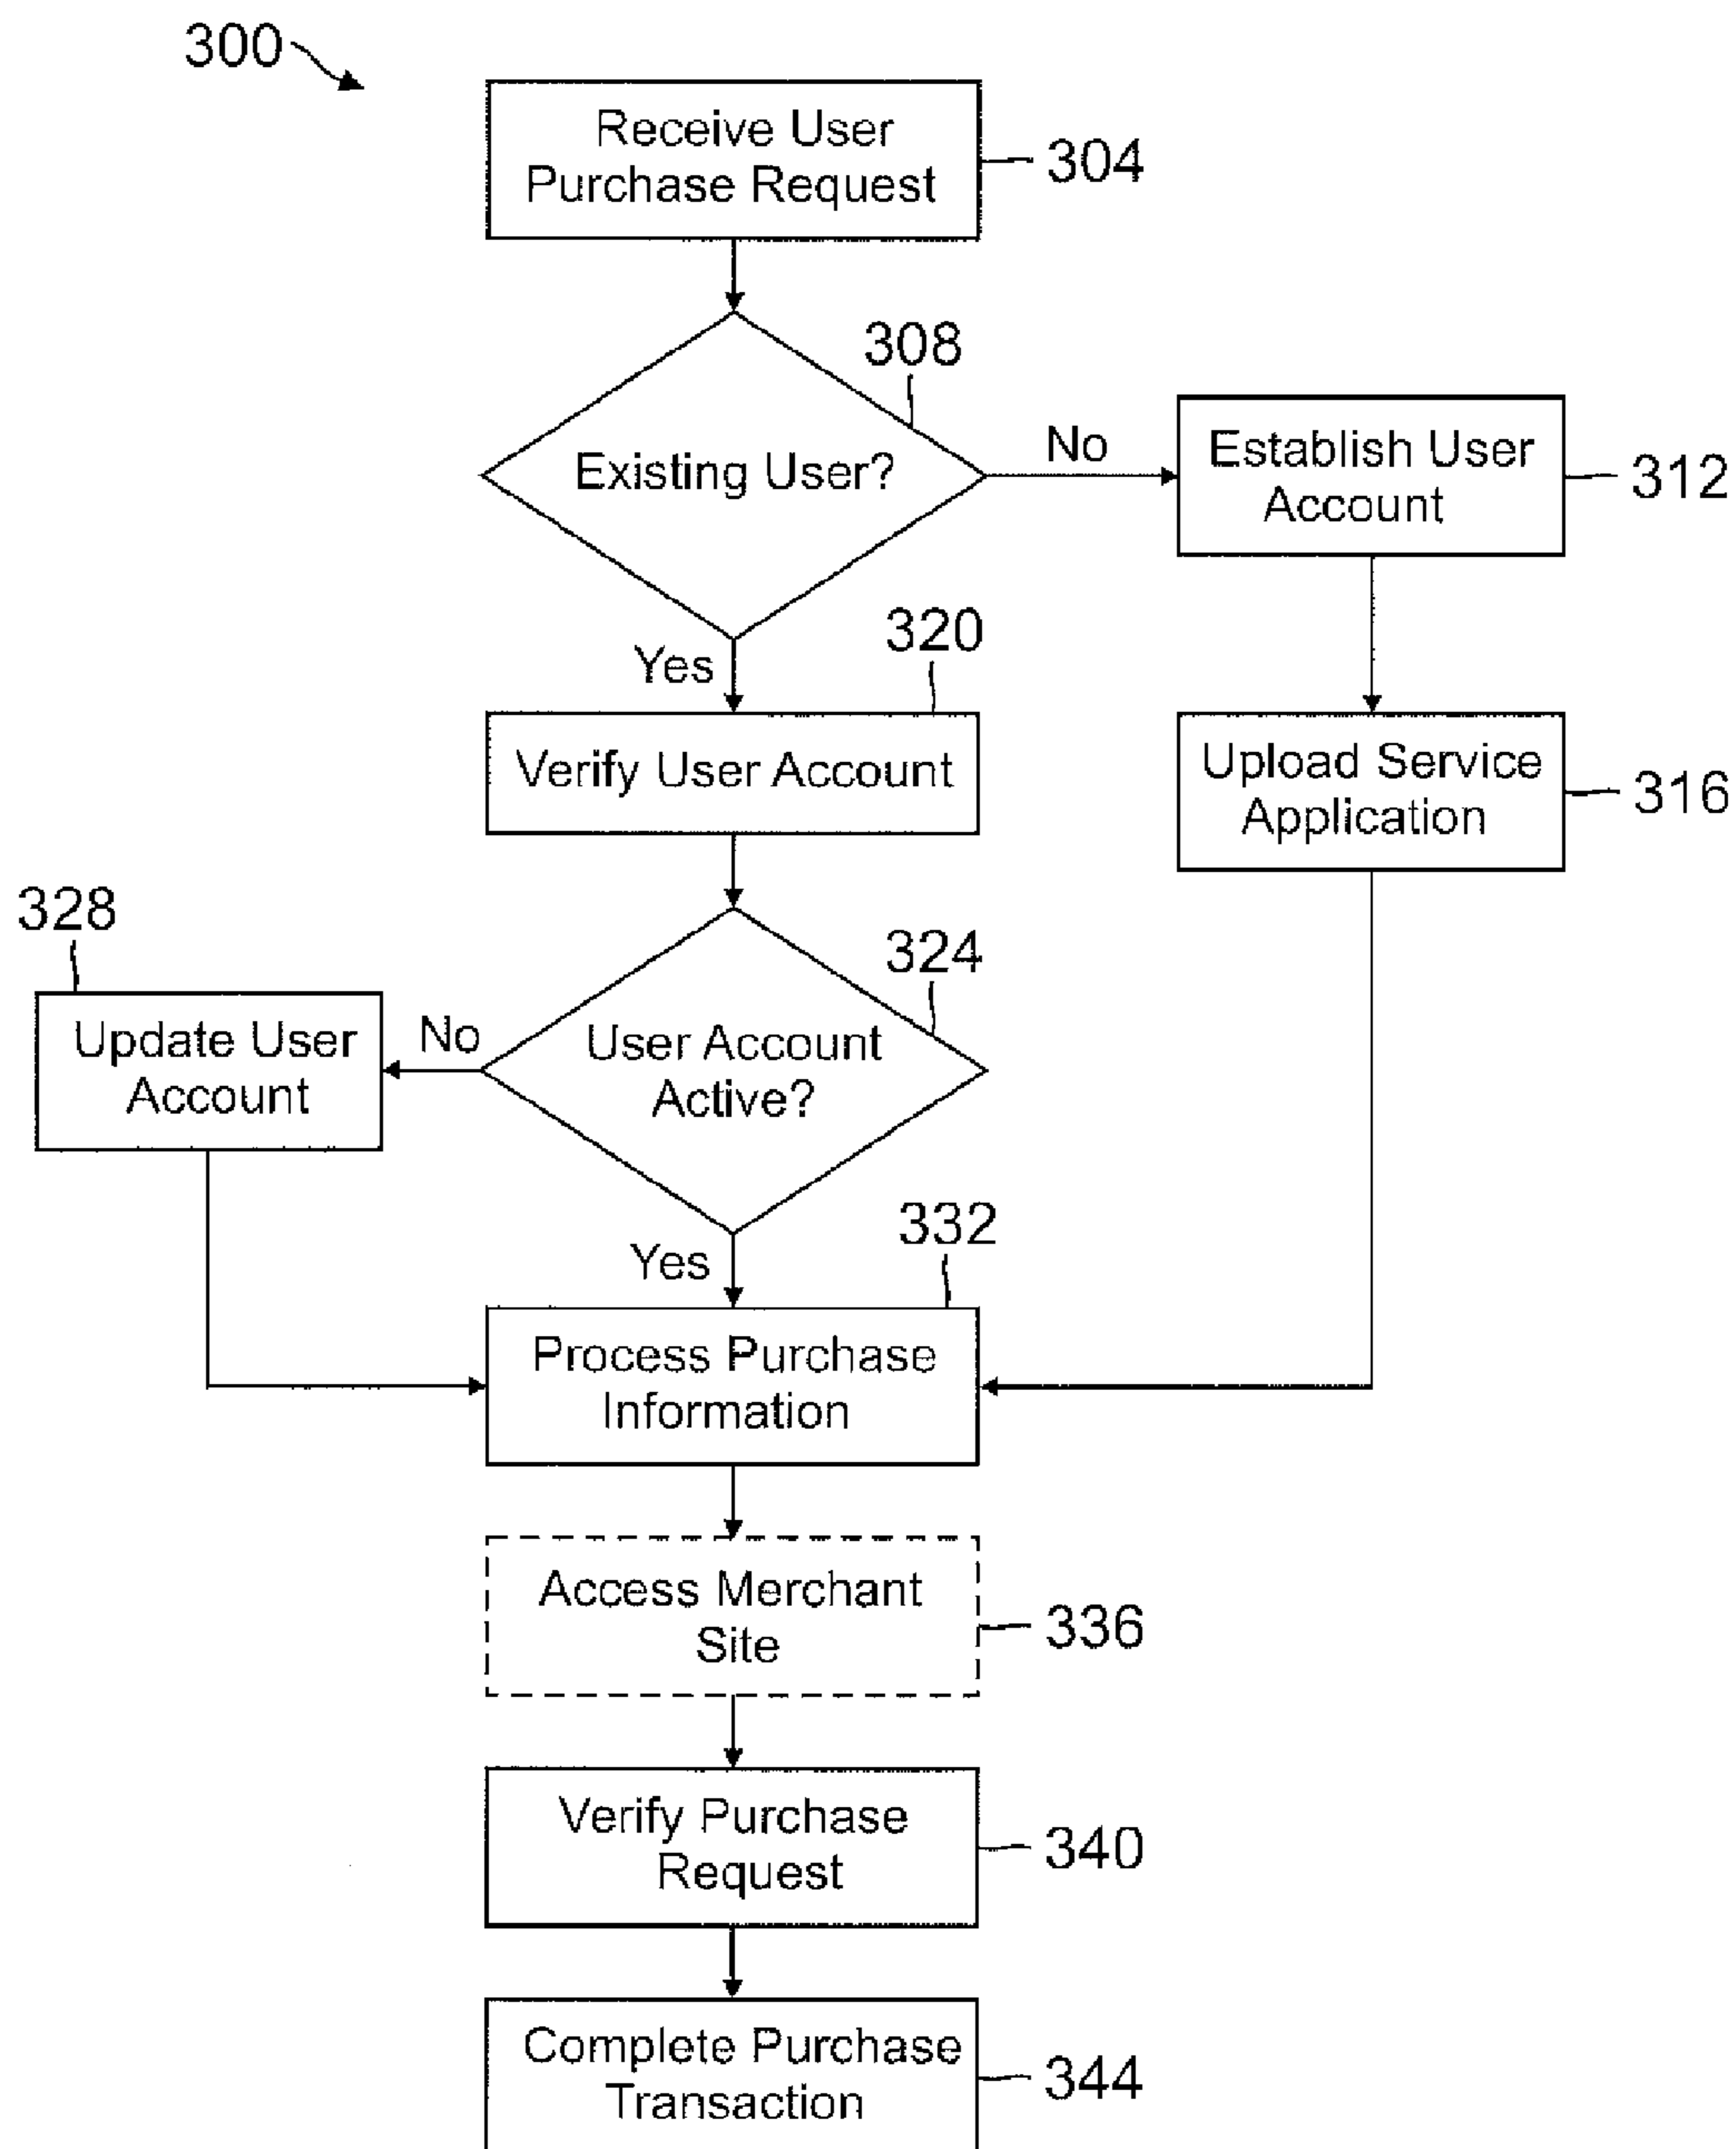 300
Receive User
Purchase Request
304
308
Existing User?
No
Establish User
Account
312
Yes
320
Verify User Account
Upload Service
Application
316
328
Update User
Account
No
324
User Account
Active?
Yes
332
Process Purchase
Information
Access Merchant
Site
336
Verify Purchase
Request
340
Complete Purchase
Transaction
344